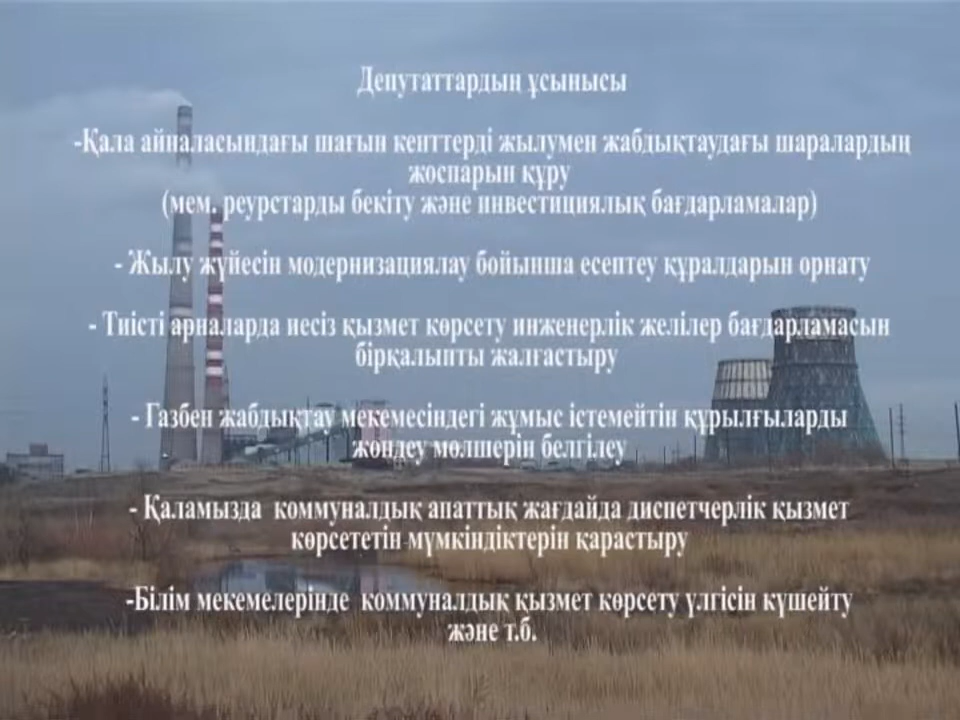 Депутаттардың ұсынысы
-Қала айналасындағы шағын кенттерді жылумен жабдықтаудағы шаралардың
жоспарын құру
(мем. реурстарды бекіту және инвестициялық бағдарламалар)
- Жылу жүйесін модернизациялау бойынша есептеу құралдарын орнату
- Тиісті арналарда иесіз қызмет көрсету инженерлік желілер бағдарламасын
бірқалыпты жалғастыру
- Газбен жабдықтау мекемесіндегі жұмыс істемейтін құрылғыларды
жөндеу мөлшерін белгілеу
- Қаламызда коммуналдық апаттық жағдайда диспетчерлік қызмет
көрсететін мүмкіндіктерін қарастыру
-Білім мекемелерінде коммуналдық қызмет көрсету үлгісін күшейту
және т.б.